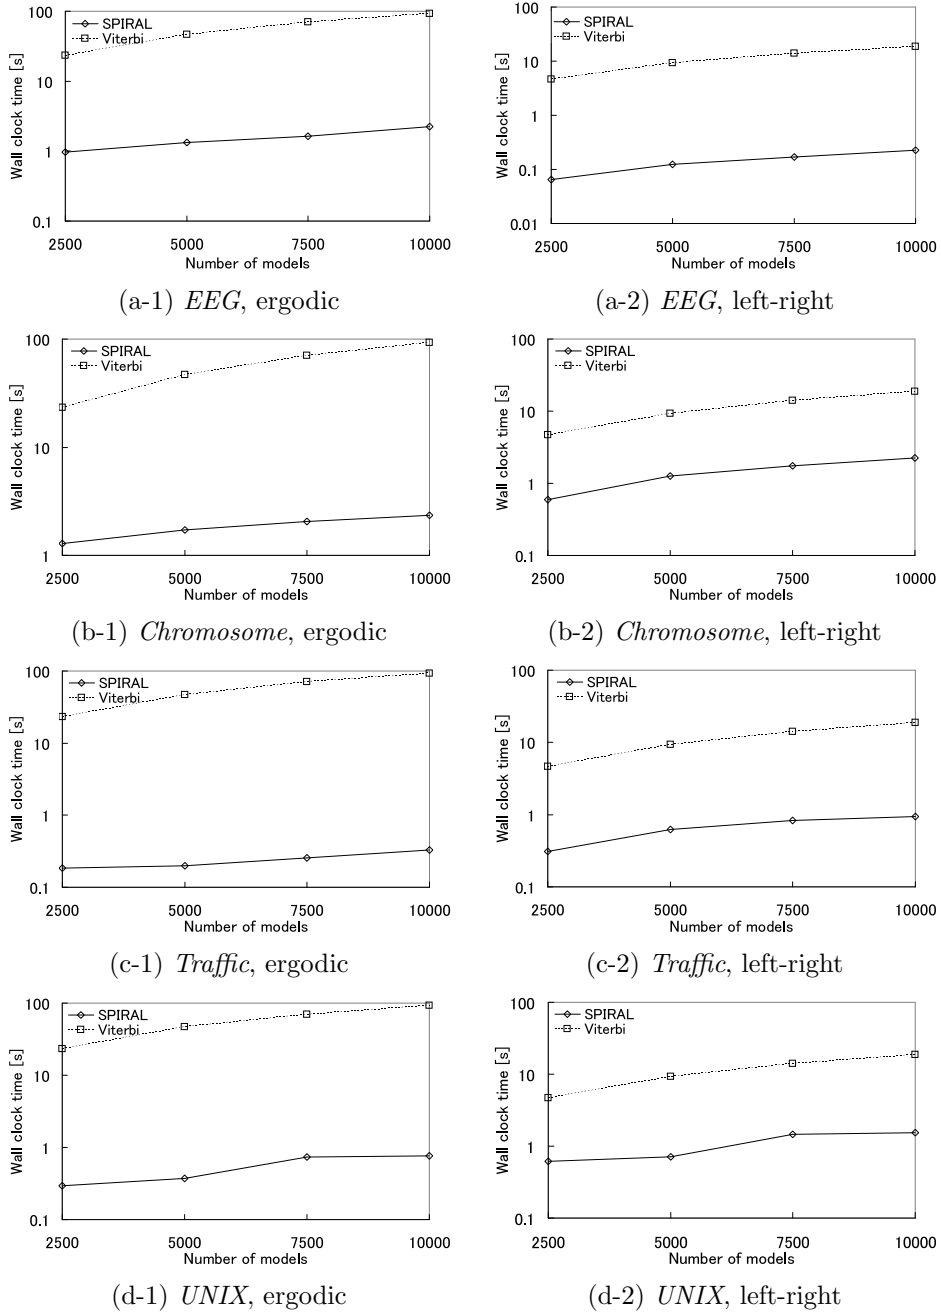 SPIRAL
Viterbi
Wall clock time [s]
100
10
1
0.1
2500 5000 7500 10000
Number of models
(a-1) EEG, ergodic
SPIRAL
Viterbi
Wall clock time [s]
100
10
1
0.1
0.01
2500 5000 7500 10000
Number of models
(a-2) EEG, left-right
SPIRAL
Viterbi
Wall clock time [s]
100
10
1
2500 5000 7500 10000
Number of models
(b-1) Chromosome, ergodic
SPIRAL
Viterbi
Wall clock time [s]
100
10
1
0.1
2500 5000 7500 10000
Number of models
(b-2) Chromosome, left-right
SPIRAL
Viterbi
Wall clock time [s]
100
10
1
0.1
2500 5000 7500 10000
Number of models
(c-1) Traffic, ergodic
SPIRAL
Viterbi
Wall clock time [s]
100
10
1
0.1
2500 5000 7500 10000
Number of models
(c-2) Traffic, left-right
SPIRAL
Viterbi
Wall clock time [s]
100
10
1
0.1
2500 5000 7500 10000
Number of models
(d-1) UNIX, ergodic
SPIRAL
Viterbi
Wall clock time [s]
100
10
1
0.1
2500 5000 7500 10000
Number of models
(d-2) UNIX, left-right